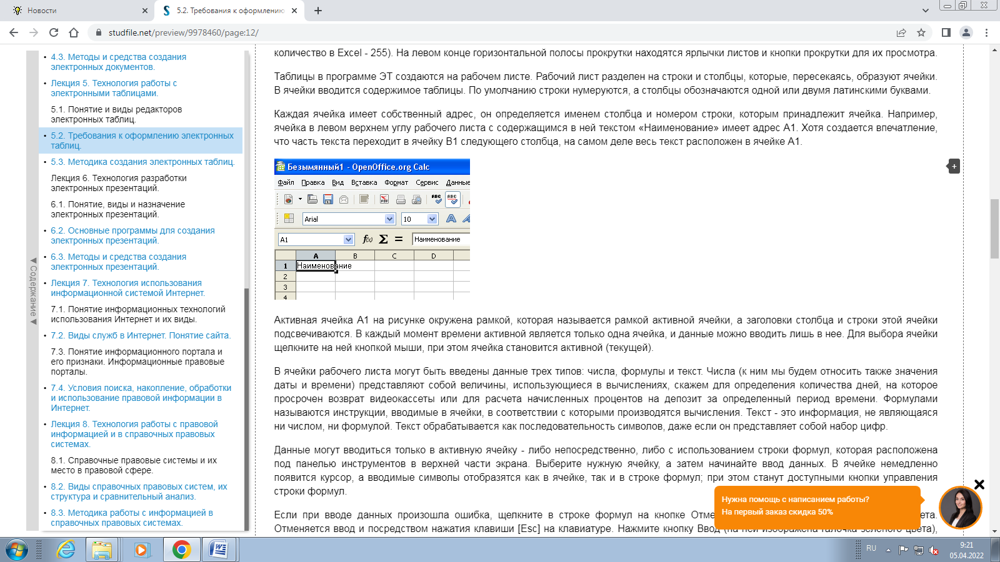 Новости
5.2. Требования к оформлению
studfile.net/preview/9978460/page:12/
◀ Содержание ◀
4.3. Методы и средства создания
электронных документов.
Лекция 5. Технология работы с
электронными таблицами.
5.1. Понятие и виды редакторов
электронных таблиц.
5.2. Требования к оформлению электронных
таблиц.
5.3. Методика создания электронных таблиц.
Лекция 6. Технология разработки
электронных презентаций.
6.1. Понятие, виды и назначение
электронных презентаций.
6.2. Основные программы для создания
электронных презентаций.
6.3. Методы и средства создания
электронных презентаций.
Лекция 7. Технология использования
информационной системой Интернет.
7.1. Понятие информационных технологий
использования Интернет и их виды.
7.2. Виды служб в Интернет. Понятие сайта.
7.3. Понятие информационного портала и
его признаки. Информационные правовые
порталы.
7.4. Условия поиска, накопление, обработки
и использование правовой информации в
Интернет.
Лекция 8. Технология работы с правовой
информацией и в справочных правовых
системах.
8.1. Справочные правовые системы и их
место в правовой сфере.
8.2. Виды справочных правовых систем, их
структура и сравнительный анализ.
8.3. Методика работы с информацией в
справочных правовых системах.
количество в Excel - 255). На левом конце горизонтальной полосы прокрутки находятся ярлычки листов и кнопки прокрутки для их просмотра.
Таблицы в программе ЭТ создаются на рабочем листе. Рабочий лист разделен на строки и столбцы, которые, пересекаясь, образуют ячейки.
В ячейки вводится содержимое таблицы. По умолчанию строки нумеруются, а столбцы обозначаются одной или двумя латинскими буквами.
Каждая ячейка имеет собственный адрес, он определяется именем столбца и номером строки, которым принадлежит ячейка. Например,
ячейка в левом верхнем углу рабочего листа с содержащимся в ней текстом «Наименование» имеет адрес А1. Хотя создается впечатление,
что часть текста переходит в ячейку В1 следующего столбца, на самом деле весь текст расположен в ячейке А1.
Безымянный1 - OpenOffice.org Calc
Файл Правка Вид Вставка Формат Сервис Данные
PDF ABC ABC
Arial 10 A
A1 f(x) Σ = Наименование
A B C D
1 Наименование
2
3
4
Активная ячейка А1 на рисунке окружена рамкой, которая называется рамкой активной ячейки, а заголовки столбца и строки этой ячейки
подсвечиваются. В каждый момент времени активной является только одна ячейка, и данные можно вводить лишь в нее. Для выбора ячейки
щелкните на ней кнопкой мыши, при этом ячейка становится активной (текущей).
В ячейки рабочего листа могут быть введены данные трех типов: числа, формулы и текст. Числа (к ним мы будем относить также значения
даты и времени) представляют собой величины, использующиеся в вычислениях, скажем для определения количества дней, на которое
просрочен возврат видеокассеты или для расчета начисленных процентов на депозит за определенный период времени. Формулами
называются инструкции, вводимые в ячейки, в соответствии с которыми производятся вычисления. Текст - это информация, не являющаяся
ни числом, ни формулой. Текст обрабатывается как последовательность символов, даже если он представляет собой набор цифр.
Данные могут вводиться только в активную ячейку - либо непосредственно, либо с использованием строки формул, которая расположена
под панелью инструментов в верхней части экрана. Выберите нужную ячейку, а затем начинайте ввод данных. В ячейке немедленно
появится курсор, а вводимые символы отобразятся как в ячейке, так и в строке формул; при этом станут доступными кнопки управления
строки формул.
Если при вводе данных произошла ошибка, щелкните в строке формул на кнопке
Отменяется ввод и посредством нажатия клавиши [Esc] на клавиатуре. Нажмите кнопку Ввод
Нужна помощь с написанием работы?
На первый заказ скидка 50%
RU
9:21
05.04.2022